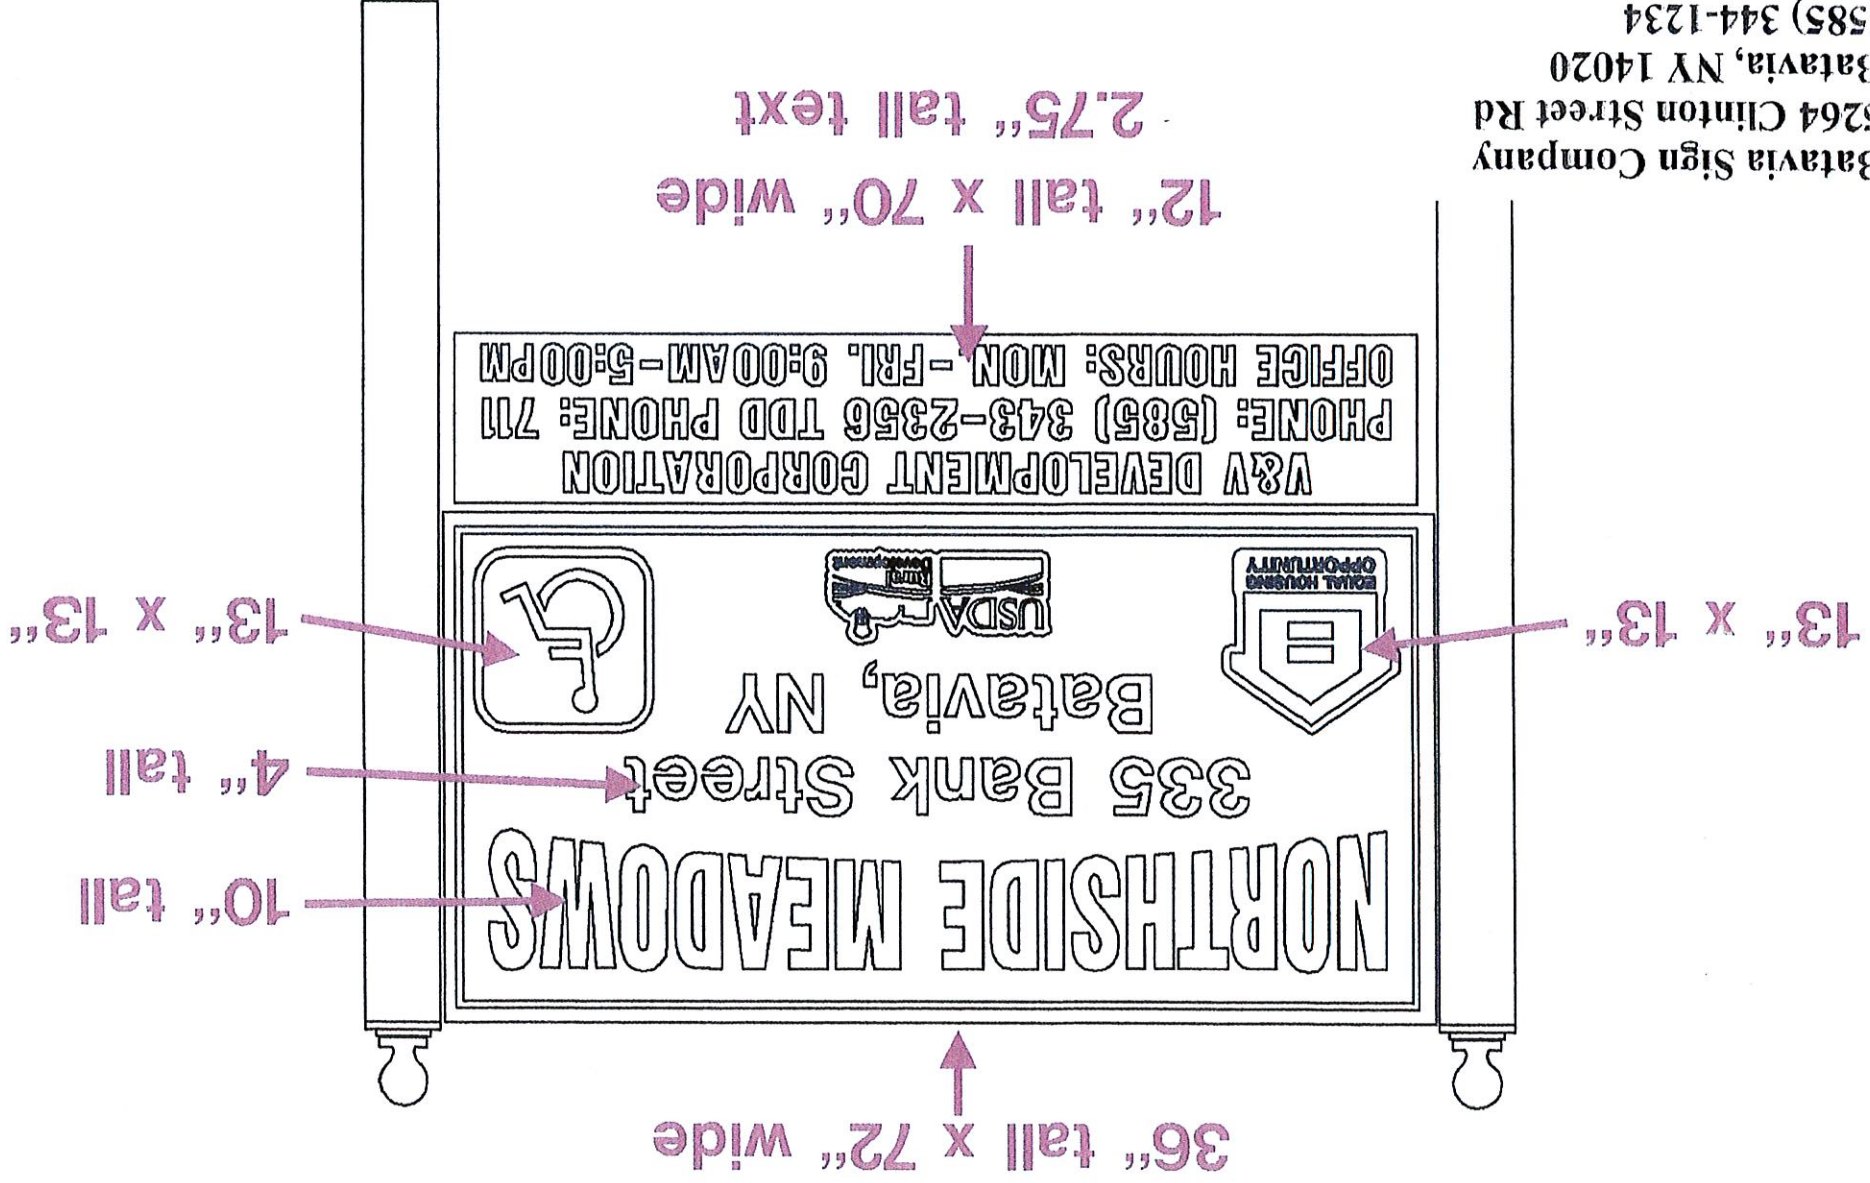 36" tall x 72" wide
NORTHSIDE MEADOWS
10" tall
335 Bank Street
4" tall
Batavia, NY
13" x 13"
EQUAL HOUSING
OPPORTUNITY
USDA
Rural
Development
13" x 13"
V&V DEVELOPMENT CORPORATION
PHONE: (585) 343-2356 TDD PHONE: 711
OFFICE HOURS: MON.-FRI. 9:00AM-5:00PM
12" tall x 70" wide
2.75" tall text
Batavia Sign Company
5264 Clinton Street Rd
Batavia, NY 14020
(585) 344-1234